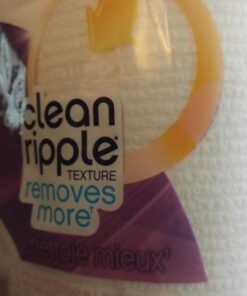 clean
ripple*
TEXTURE
removes
more†
nettoie mieux†